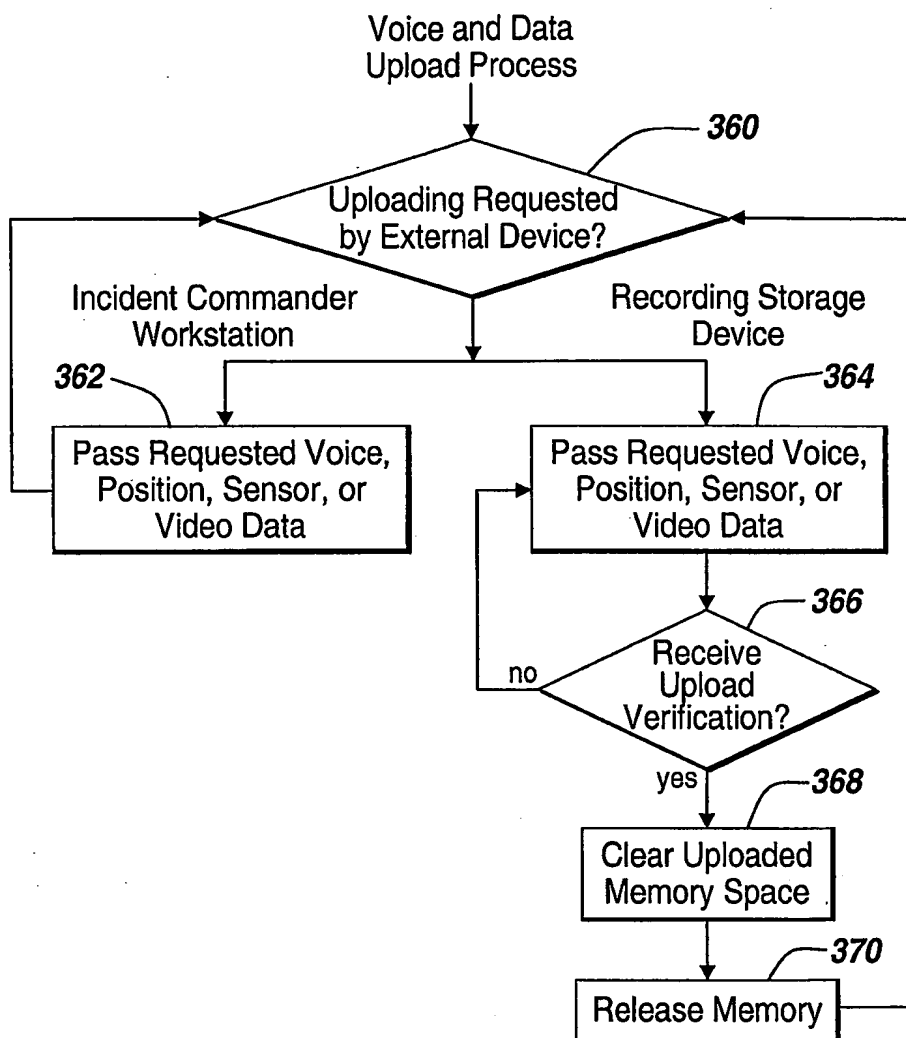 Voice and Data
Upload Process
360
Uploading Requested
by External Device?
Incident Commander
Workstation
Recording Storage
Device
362
364
Pass Requested Voice,
Position, Sensor, or
Video Data
Pass Requested Voice,
Position, Sensor, or
Video Data
366
no
Receive
Upload
Verification?
yes
368
Clear Uploaded
Memory Space
370
Release Memory